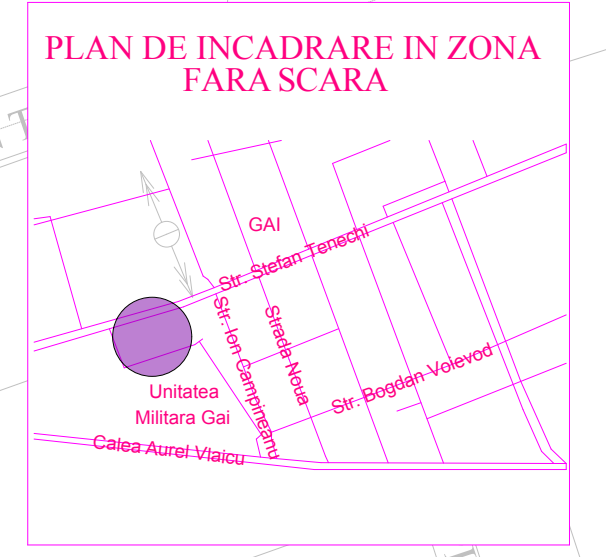 PLAN DE INCADRARE IN ZONA
FARA SCARA
GAI
Str. Stefan Tenechi
Str. Ion Campineanu
Strada Noua
Str. Bogdan Voievod
Unitatea
Militara Gai
Calea Aurel Vlaicu